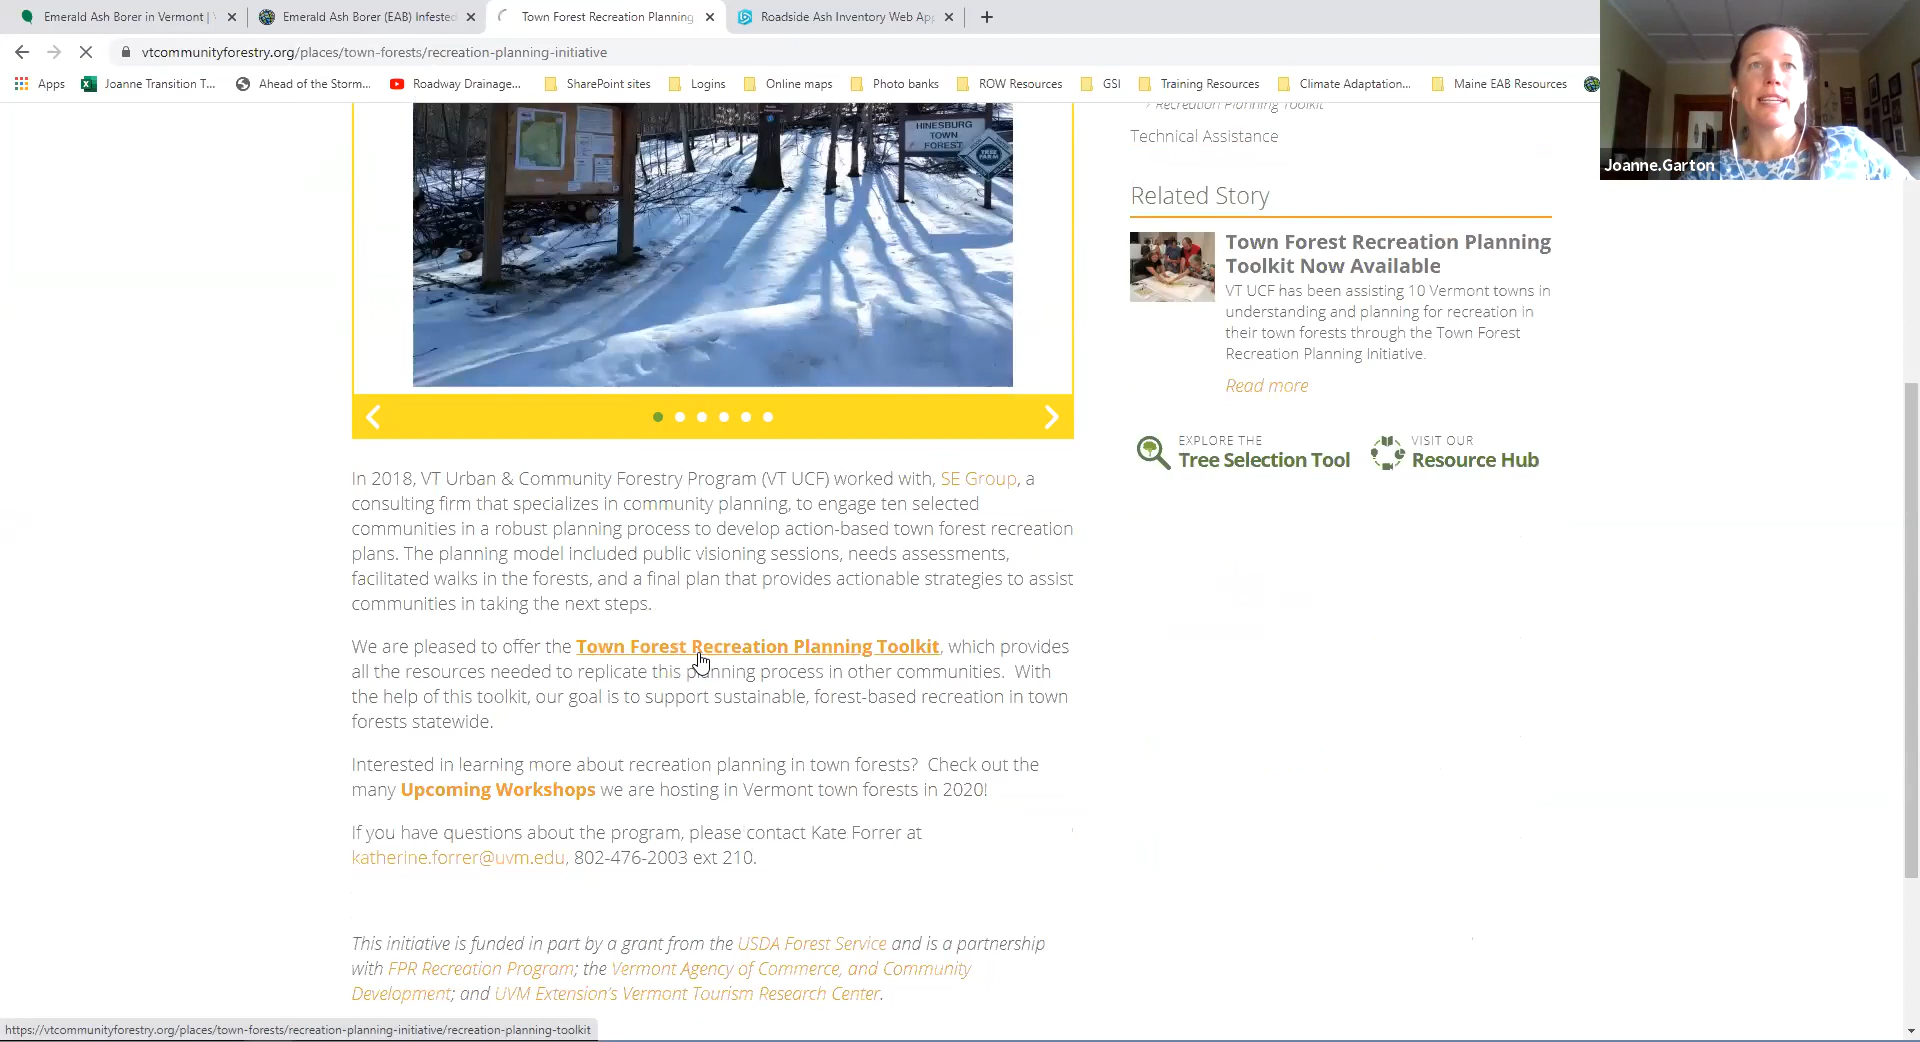 Emerald Ash Borer in Vermont |
Emerald Ash Borer (EAB) Infested
Town Forest Recreation Planning
Roadside Ash Inventory Web App
vtcommunityforestry.org/places/town-forests/recreation-planning-initiative
Apps
Joanne Transition T...
Ahead of the Storm...
Roadway Drainage...
SharePoint sites
Logins
Online maps
Photo banks
ROW Resources
GSI
Training Resources
Climate Adaptation...
Maine EAB Resources
Joanne.Garton
HINESBURG
TOWN
FOREST
TREE
FARM
Recreation Planning Toolkit
Technical Assistance
Related Story
Town Forest Recreation Planning
Toolkit Now Available
VT UCF has been assisting 10 Vermont towns in
understanding and planning for recreation in
their town forests through the Town Forest
Recreation Planning Initiative.
Read more
EXPLORE THE
Tree Selection Tool
VISIT OUR
Resource Hub
In 2018, VT Urban & Community Forestry Program (VT UCF) worked with, SE Group, a
consulting firm that specializes in community planning, to engage ten selected
communities in a robust planning process to develop action-based town forest recreation
plans. The planning model included public visioning sessions, needs assessments,
facilitated walks in the forests, and a final plan that provides actionable strategies to assist
communities in taking the next steps.
We are pleased to offer the Town Forest Recreation Planning Toolkit, which provides
all the resources needed to replicate this planning process in other communities. With
the help of this toolkit, our goal is to support sustainable, forest-based recreation in town
forests statewide.
Interested in learning more about recreation planning in town forests? Check out the
many Upcoming Workshops we are hosting in Vermont town forests in 2020!
If you have questions about the program, please contact Kate Forrer at
katherine.forrer@uvm.edu, 802-476-2003 ext 210.
This initiative is funded in part by a grant from the USDA Forest Service and is a partnership
with FPR Recreation Program; the Vermont Agency of Commerce, and Community
Development; and UVM Extension's Vermont Tourism Research Center.
https://vtcommunityforestry.org/places/town-forests/recreation-planning-initiative/recreation-planning-toolkit